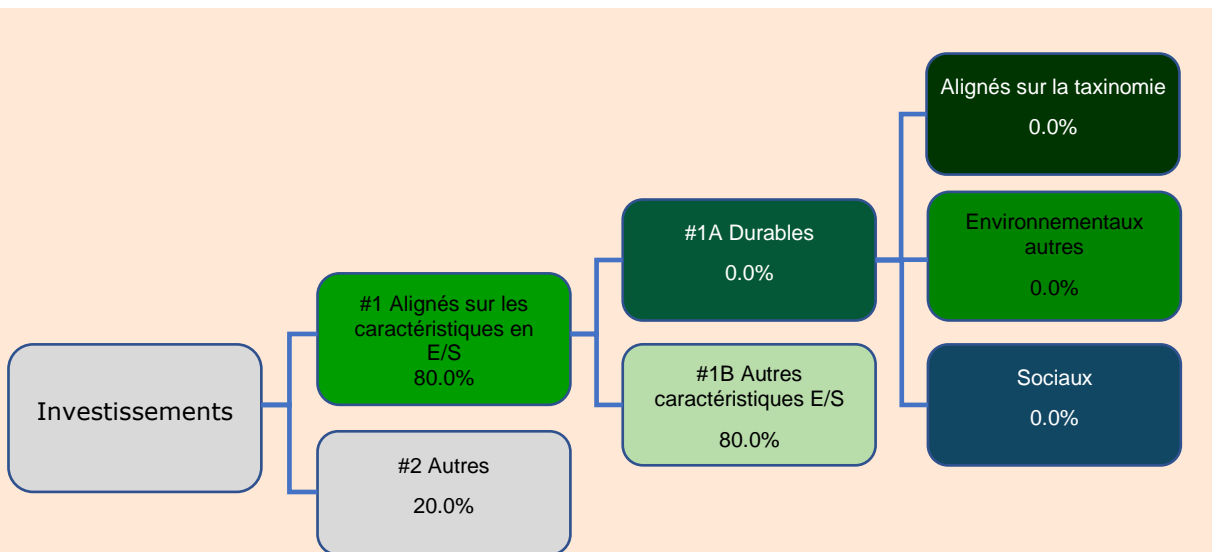 Investissements
#1 Alignés sur les
caractéristiques en
E/S
80.0%
#2 Autres
20.0%
#1A Durables
0.0%
#1B Autres
caractéristiques E/S
80.0%
Alignés sur la taxinomie
0.0%
Environnementaux
autres
0.0%
Sociaux
0.0%